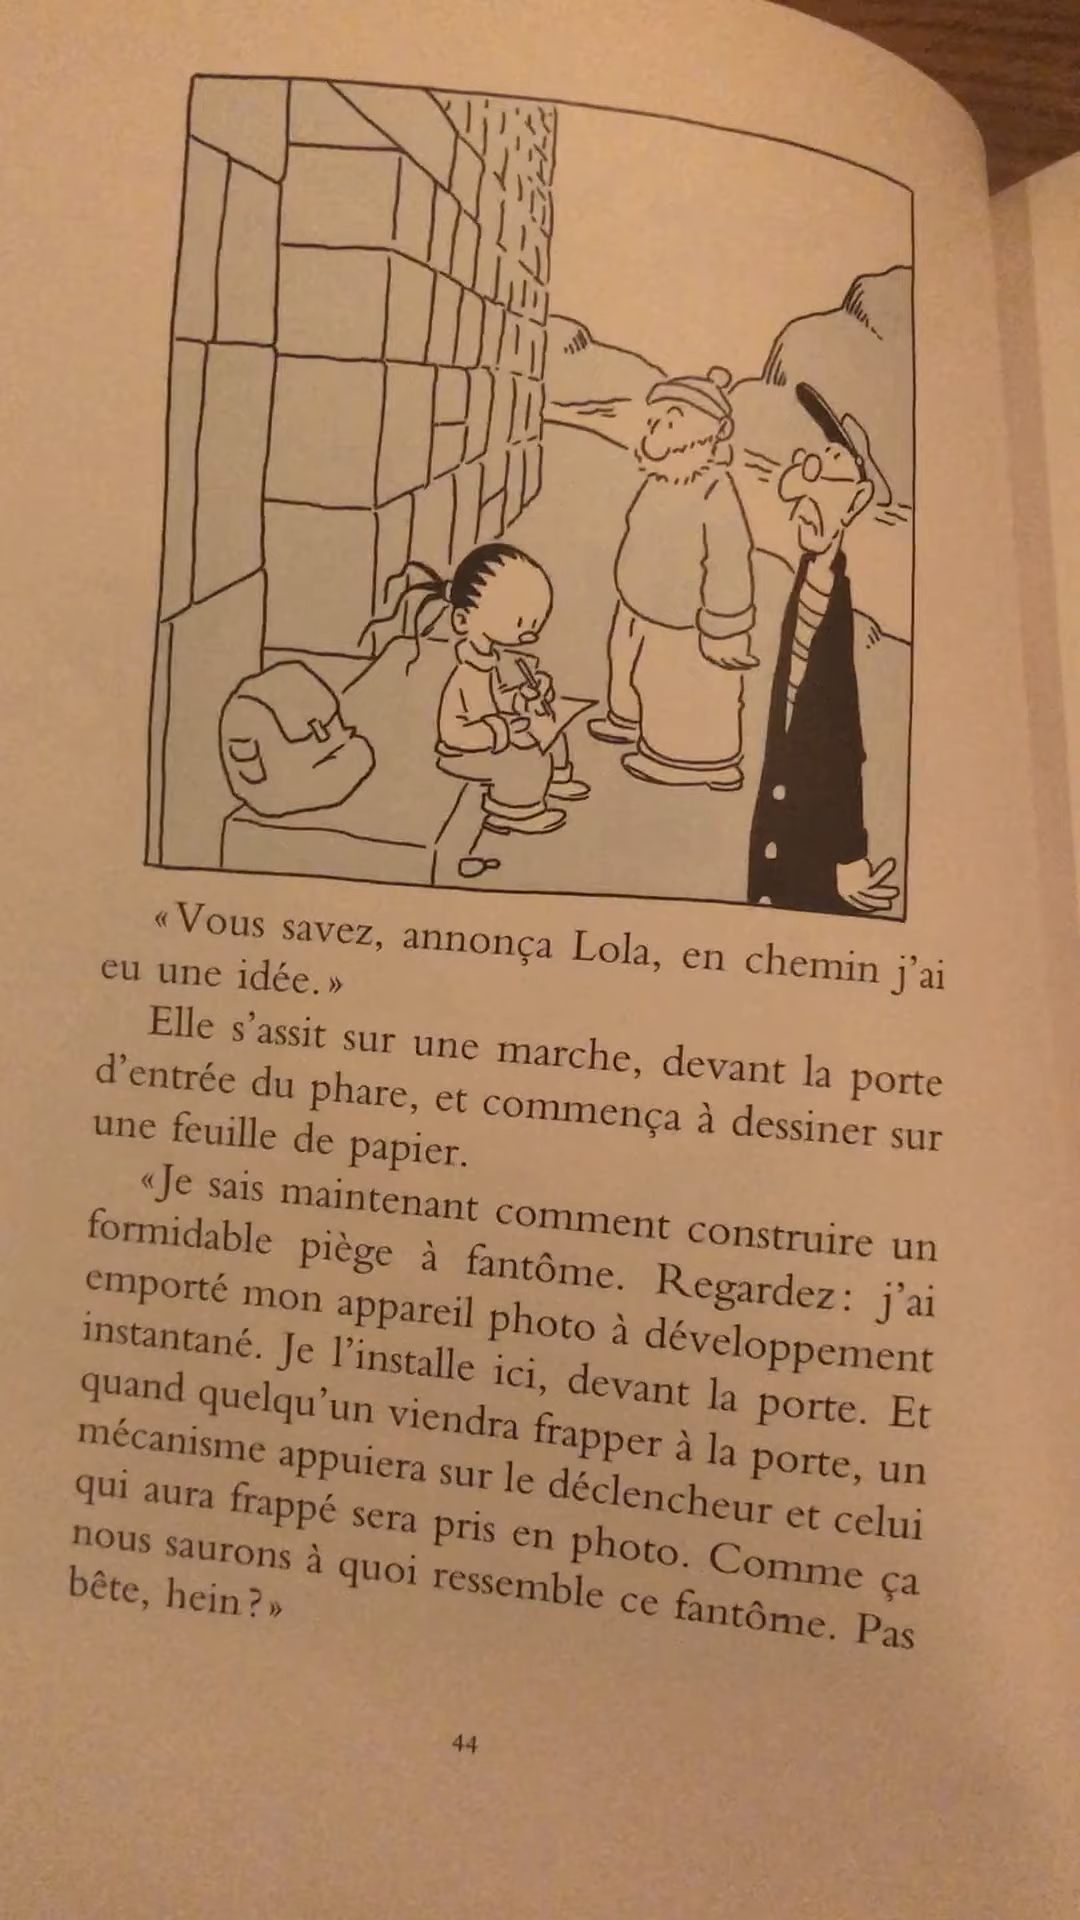 «Vous savez, annonça Lola, en chemin j'ai
eu une idée.»
Elle s'assit sur une marche, devant la porte
d'entrée du phare, et commença à dessiner sur
une feuille de papier.
«Je sais maintenant comment construire un
formidable piège à fantôme. Regardez: j'ai
emporté mon appareil photo à développement
instantané. Je l'installe ici, devant la porte. Et
quand quelqu'un viendra frapper à la porte, un
mécanisme appuiera sur le déclencheur et celui
qui aura frappé sera pris en photo. Comme ça
nous saurons à quoi ressemble ce fantôme. Pas
bête, hein?»
44